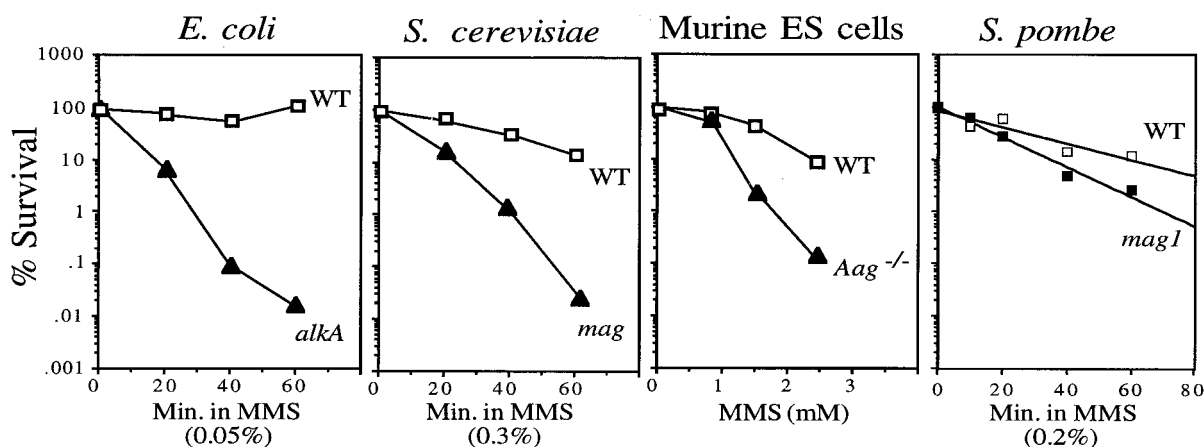 E. coli
S. cerevisiae
Murine ES cells
S. pombe
% Survival
1000
100
10
1
.1
.01
.001
WT
alkA
0 20 40 60
Min. in MMS
(0.05%)
WT
mag
0 20 40 60
Min. in MMS
(0.3%)
WT
Aag -/-
0 1 2 3
MMS (mM)
WT
mag1
0 20 40 60 80
Min. in MMS
(0.2%)